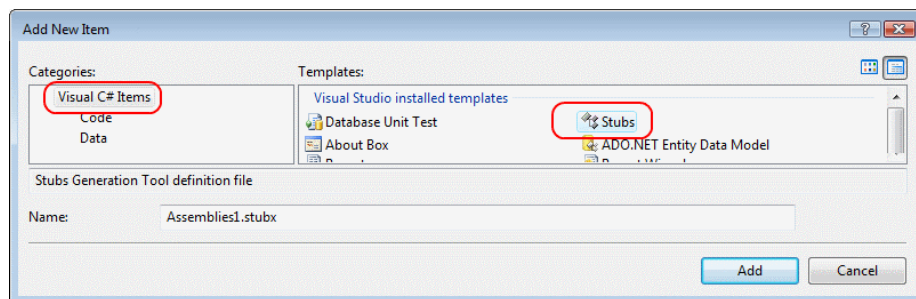 Add New Item
Categories:
Templates:
Visual C# Items
Code
Data
Visual Studio installed templates
Database Unit Test
Stubs
About Box
ADO.NET Entity Data Model
Stubs Generation Tool definition file
Name:
Assemblies1.stubx
Add
Cancel